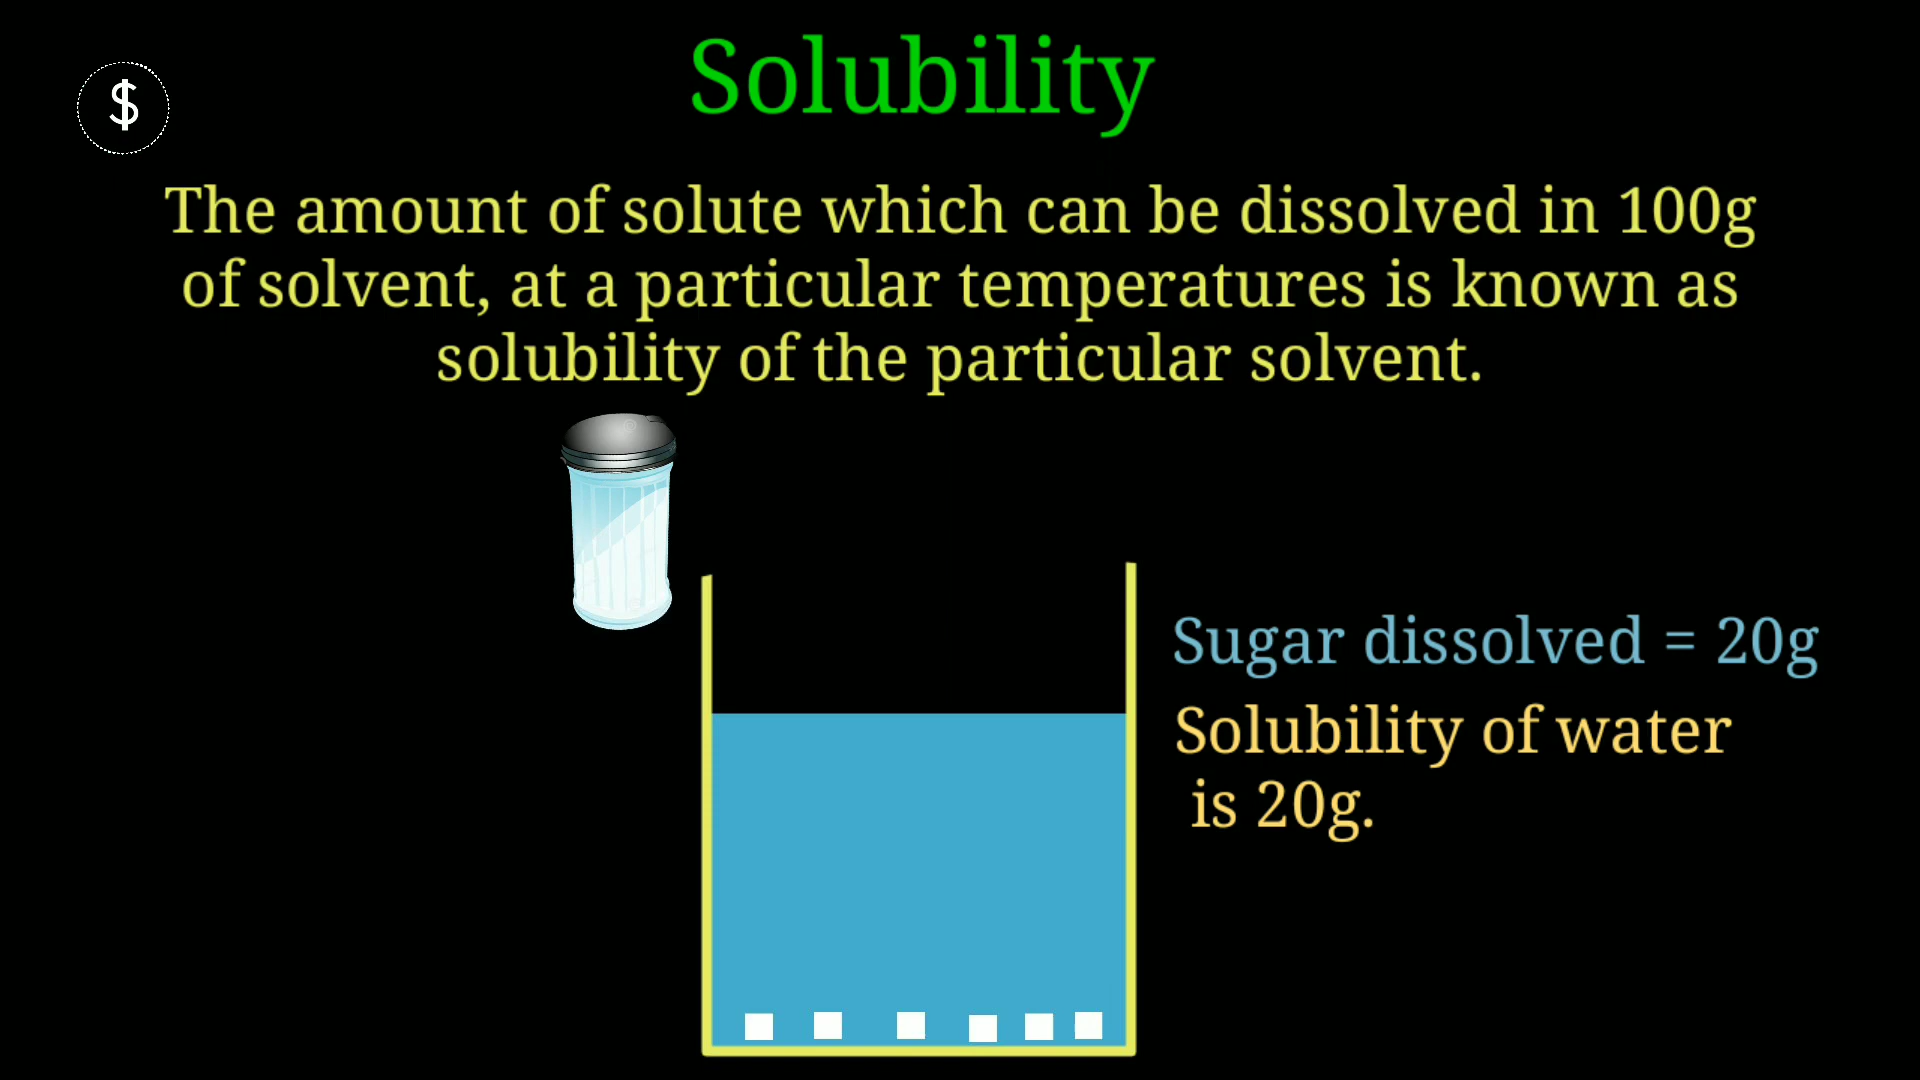 Solubility
$
The amount of solute which can be dissolved in 100g
of solvent, at a particular temperatures is known as
solubility of the particular solvent.
Sugar dissolved = 20g
Solubility of water
is 20g.